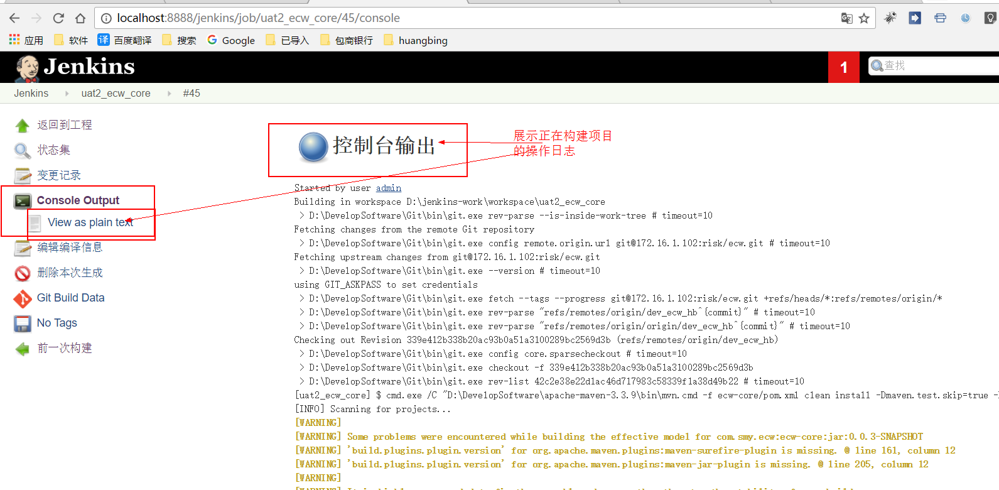 localhost:8888/jenkins/job/uat2_ecw_core/45/console
应用 软件 译 百度翻译 搜索 Google 已导入 包商银行 huangbing
Jenkins
1
查找
Jenkins uat2_ecw_core #45
返回到工程
状态集
变更记录
Console Output
View as plain text
编辑编译信息
删除本次生成
Git Build Data
No Tags
前一次构建
控制台输出
展示正在构建项目
的操作日志
Started by user admin
Building in workspace D:\jenkins-work\workspace\uat2_ecw_core
> D:\DevelopSoftware\Git\bin\git.exe rev-parse --is-inside-work-tree # timeout=10
Fetching changes from the remote Git repository
> D:\DevelopSoftware\Git\bin\git.exe config remote.origin.url git@172.16.1.102:risk/ecw.git # timeout=10
Fetching upstream changes from git@172.16.1.102:risk/ecw.git
> D:\DevelopSoftware\Git\bin\git.exe --version # timeout=10
using GIT_ASKPASS to set credentials
> D:\DevelopSoftware\Git\bin\git.exe fetch --tags --progress git@172.16.1.102:risk/ecw.git +refs/heads/*:refs/remotes/origin/*
> D:\DevelopSoftware\Git\bin\git.exe rev-parse "refs/remotes/origin/dev_ecw_hb^{commit}" # timeout=10
> D:\DevelopSoftware\Git\bin\git.exe rev-parse "refs/remotes/origin/origin/dev_ecw_hb^{commit}" # timeout=10
Checking out Revision 339e412b338b20ac93b0a51a3100289bc2569d3b (refs/remotes/origin/dev_ecw_hb)
> D:\DevelopSoftware\Git\bin\git.exe config core.sparsecheckout # timeout=10
> D:\DevelopSoftware\Git\bin\git.exe checkout -f 339e412b338b20ac93b0a51a3100289bc2569d3b
> D:\DevelopSoftware\Git\bin\git.exe rev-list 42c2e38e22d1ac46d717983c58339f1a38d49b22 # timeout=10
[uat2_ecw_core] $ cmd.exe /C "D:\DevelopSoftware\apache-maven-3.3.9\bin\mvn.cmd -f ecw-core/pom.xml clean install -Dmaven.test.skip=true
[INFO] Scanning for projects...
[WARNING]
[WARNING] Some problems were encountered while building the effective model for com.smy.ecw:ecw-core:jar:0.0.3-SNAPSHOT
[WARNING] 'build.plugins.plugin.version' for org.apache.maven.plugins:maven-surefire-plugin is missing. @ line 161, column 12
[WARNING] 'build.plugins.plugin.version' for org.apache.maven.plugins:maven-jar-plugin is missing. @ line 205, column 12
[WARNING]